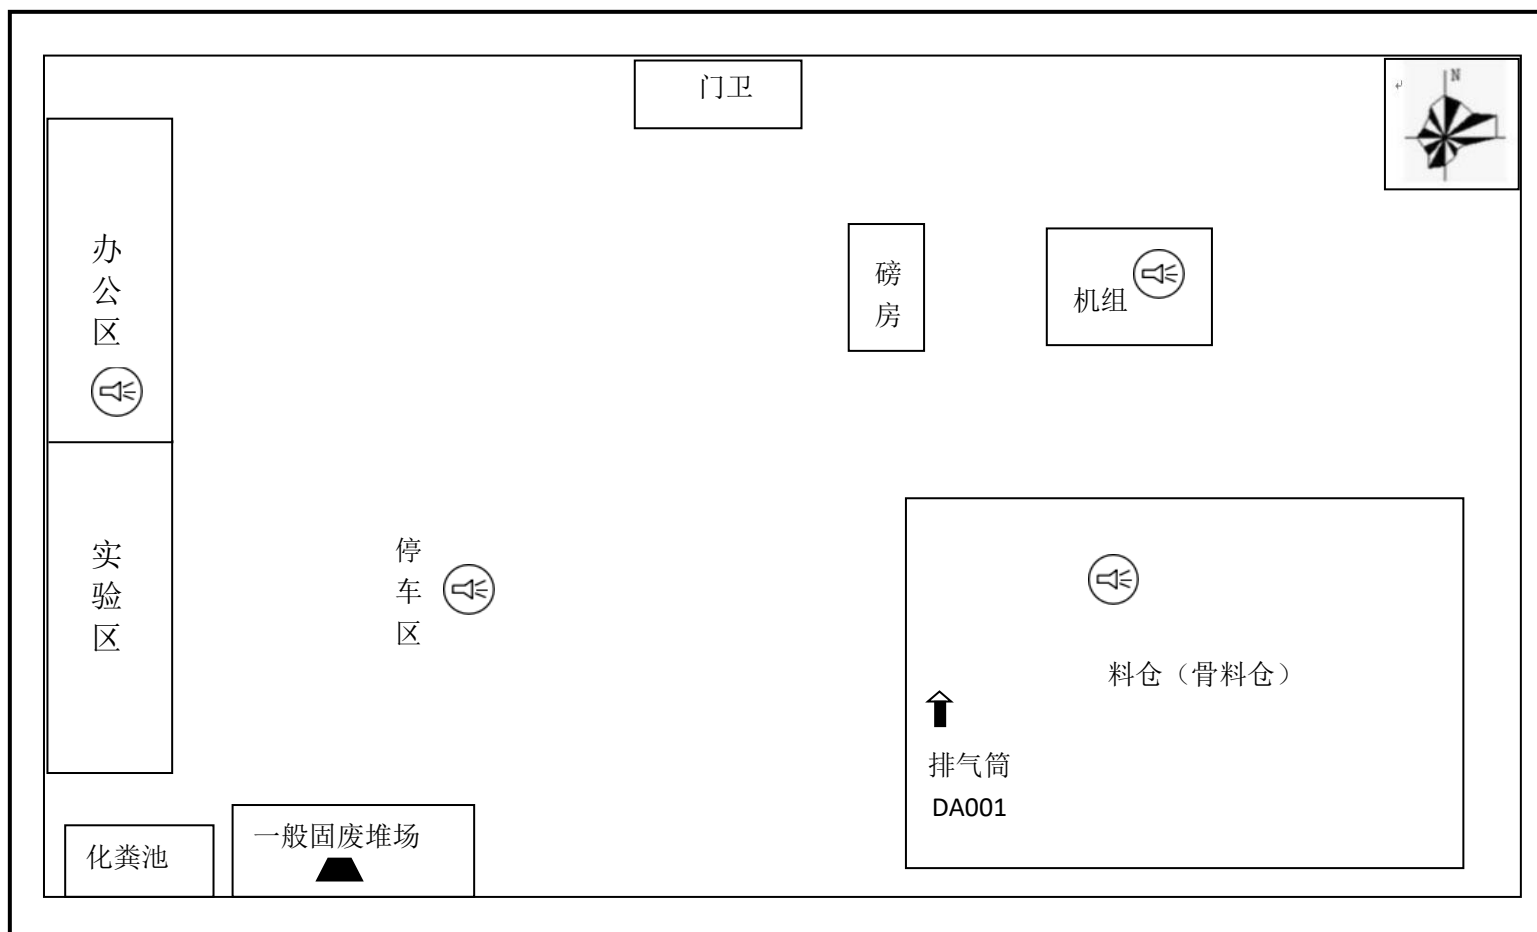 门卫
N
办
公
区
磅
房
机组
实
验
区
停
车
区
料仓（骨料仓）
排气筒
DA001
一般固废堆场
化粪池